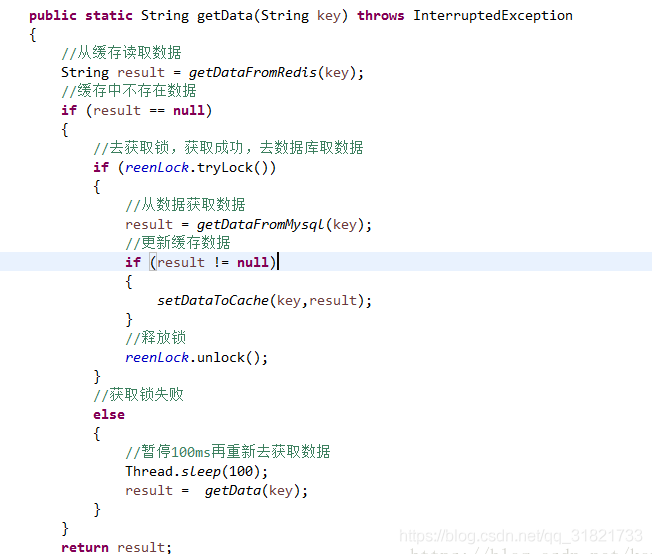 public static String getData(String key) throws InterruptedException
{
//从缓存读取数据
String result = getDataFromRedis(key);
//缓存中不存在数据
if (result == null)
{
//去获取锁，获取成功，去数据库取数据
if (reenLock.tryLock())
{
//从数据获取数据
result = getDataFromMysql(key);
//更新缓存数据
if (result != null)
{
setDataToCache(key,result);
}
//释放锁
reenLock.unlock();
}
//获取锁失败
else
{
//暂停100ms再重新去获取数据
Thread.sleep(100);
result =  getData(key);
}
}
return result;
https://blog.csdn.net/qq_31821733